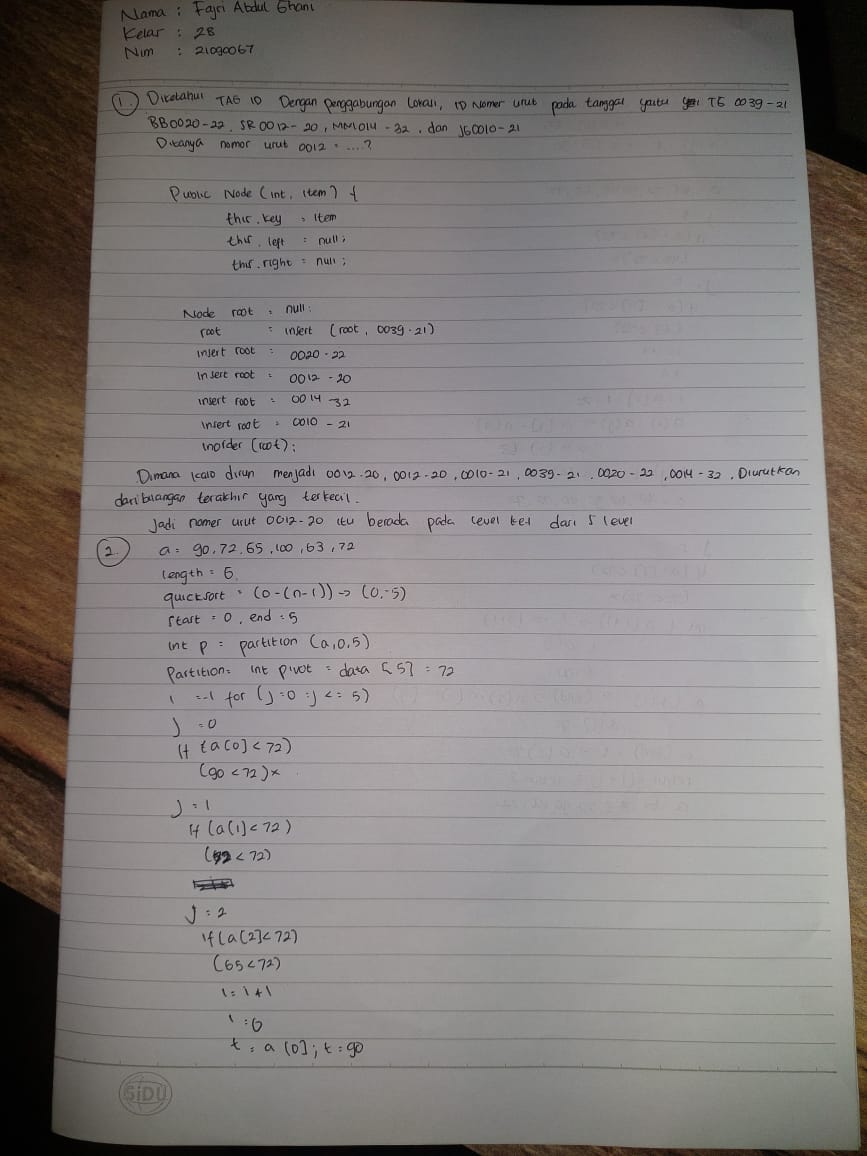 Nama : Fajri Abdul Ghani
Kelas : 28
Nim : 21090067
1. Diketahui TAG ID Dengan penggabungan Lokasi, ID Nomer urut pada tanggal yaitu TG 0039-21
BB0020-22, SR 0012-20, MM1014-32, dan JG0010-21
Ditanya nomor urut 0012 = ....?
Public Node (int, item) {
this.key = Item
this.left = null;
this.right = null;
Node root = null;
root = insert (root, 0039-21)
insert root = 0020-22
Insert root = 0012-20
insert root = 0014-32
insert root = 0010-21
inorder (root);
Dimana kalo dirun menjadi 0012-20, 0012-20, 0010-21, 0039-21, 0020-22, 0014-32, Diurutkan
dari bilangan terakhir yang terkecil.
Jadi nomer urut 0012-20 itu berada pada level ke1 dari 5 level
2. a = 90, 72, 65, 100, 63, 72
length = 6
quicksort = (0-(n-1)) -> (0,-5)
start = 0, end = 5
int p = partition (a,0,5)
Partition = int pivot = data [5] = 72
i = -1 for (j=0 ; j <= 5)
j = 0
If (a[0] < 72)
(90 < 72) x
j = 1
If (a(1] < 72)
( < 72)
j = 2
if (a[2] < 72)
(65 < 72)
i = i + 1
i = 0
t = a [0]; t = 90
SiDU